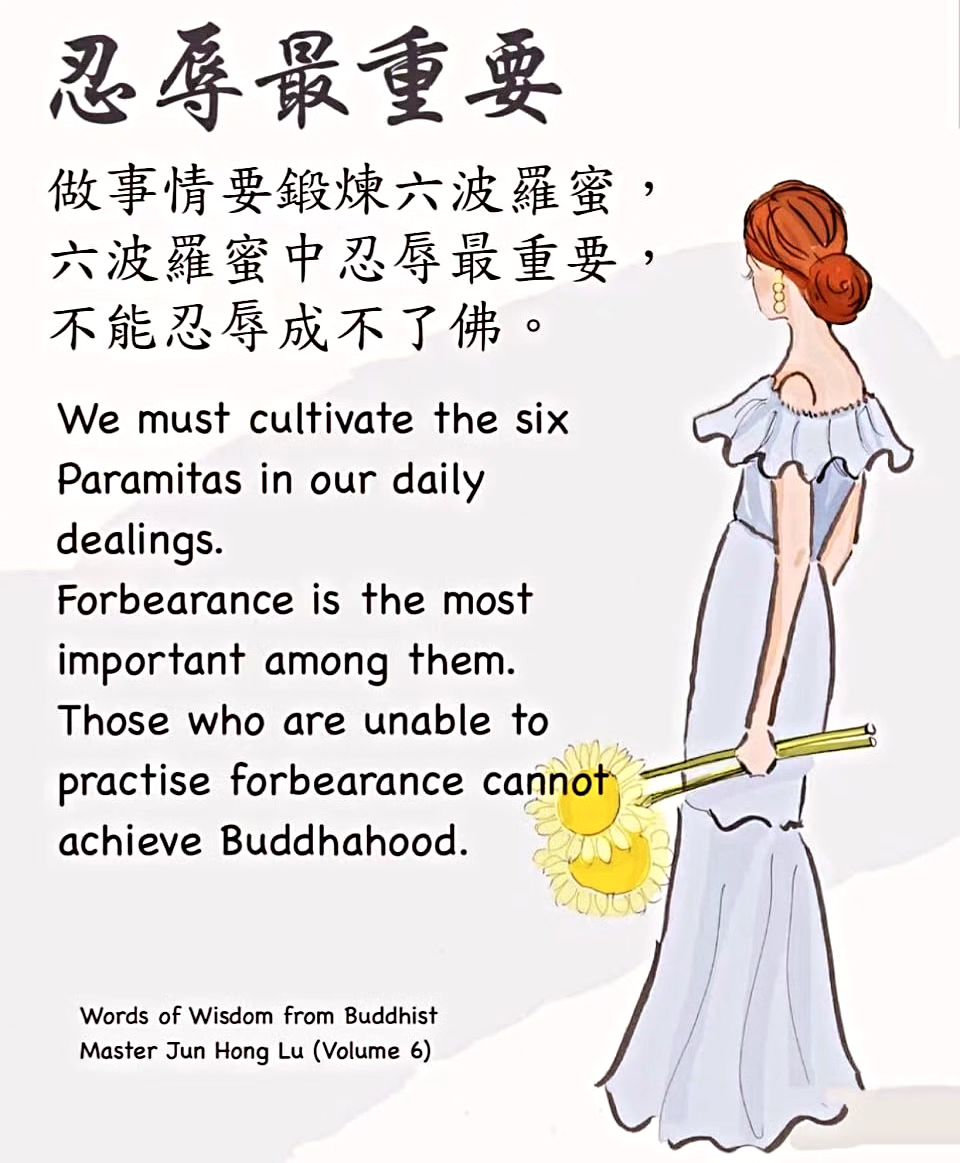 忍辱最重要
做事情要鍛煉六波羅蜜，
六波羅蜜中忍辱最重要，
不能忍辱成不了佛。
We must cultivate the six
Paramitas in our daily
dealings.
Forbearance is the most
important among them.
Those who are unable to
practise forbearance cannot
achieve Buddhahood.
Words of Wisdom from Buddhist
Master Jun Hong Lu (Volume 6)